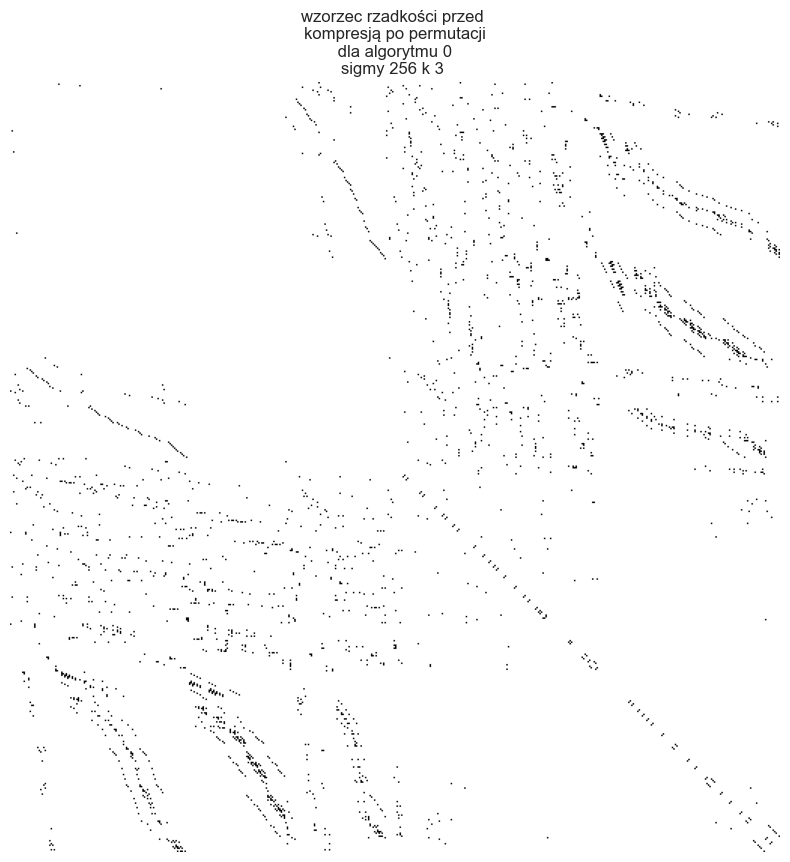 wzorzec rzadkości przed
kompresją po permutacji
dla algorytmu 0
sigmy 256 k 3